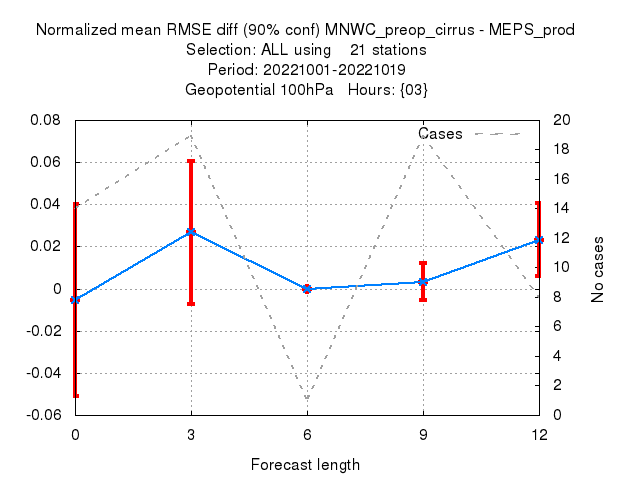 Normalized mean RMSE diff (90% conf) MNWC_preop_cirrus - MEPS_prod
Selection: ALL using    21 stations
Period: 20221001-20221019
Geopotential 100hPa   Hours: {03}
Cases
0.08
0.06
0.04
0.02
0
-0.02
-0.04
-0.06
20
18
16
14
12
10
8
6
4
2
0
No cases
0 3 6 9 12
Forecast length